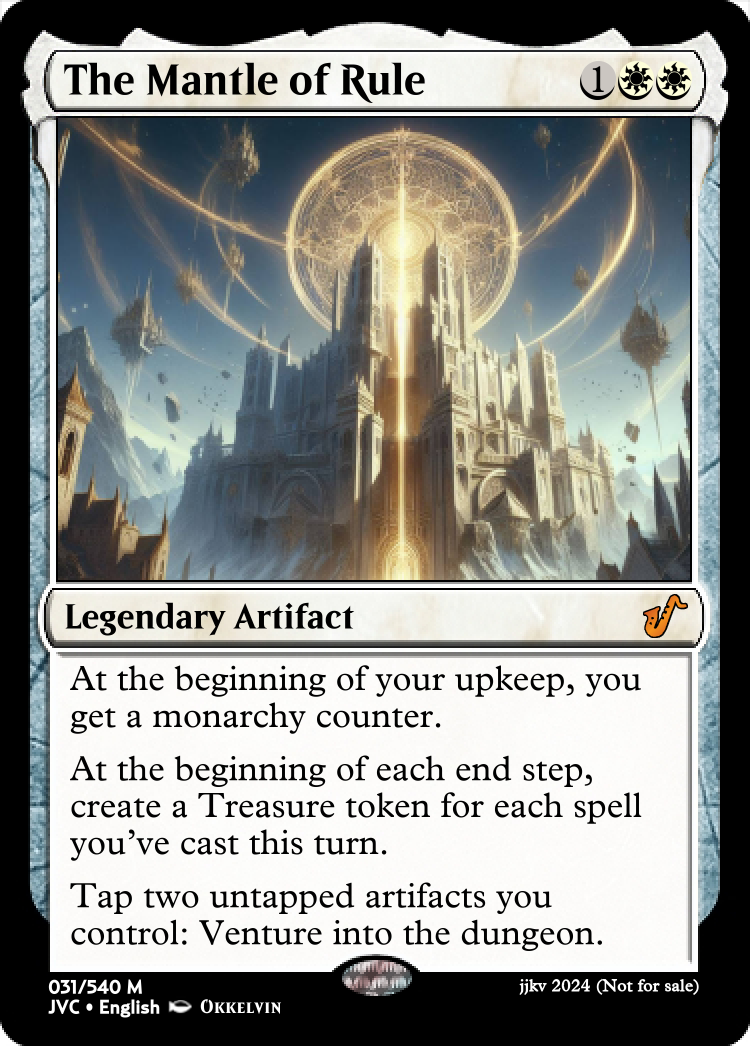 The Mantle of Rule 1
Legendary Artifact
At the beginning of your upkeep, you
get a monarchy counter.
At the beginning of each end step,
create a Treasure token for each spell
you've cast this turn.
Tap two untapped artifacts you
control: Venture into the dungeon.
031/540 M
JVC • English Okkelvin
jjkv 2024 (Not for sale)